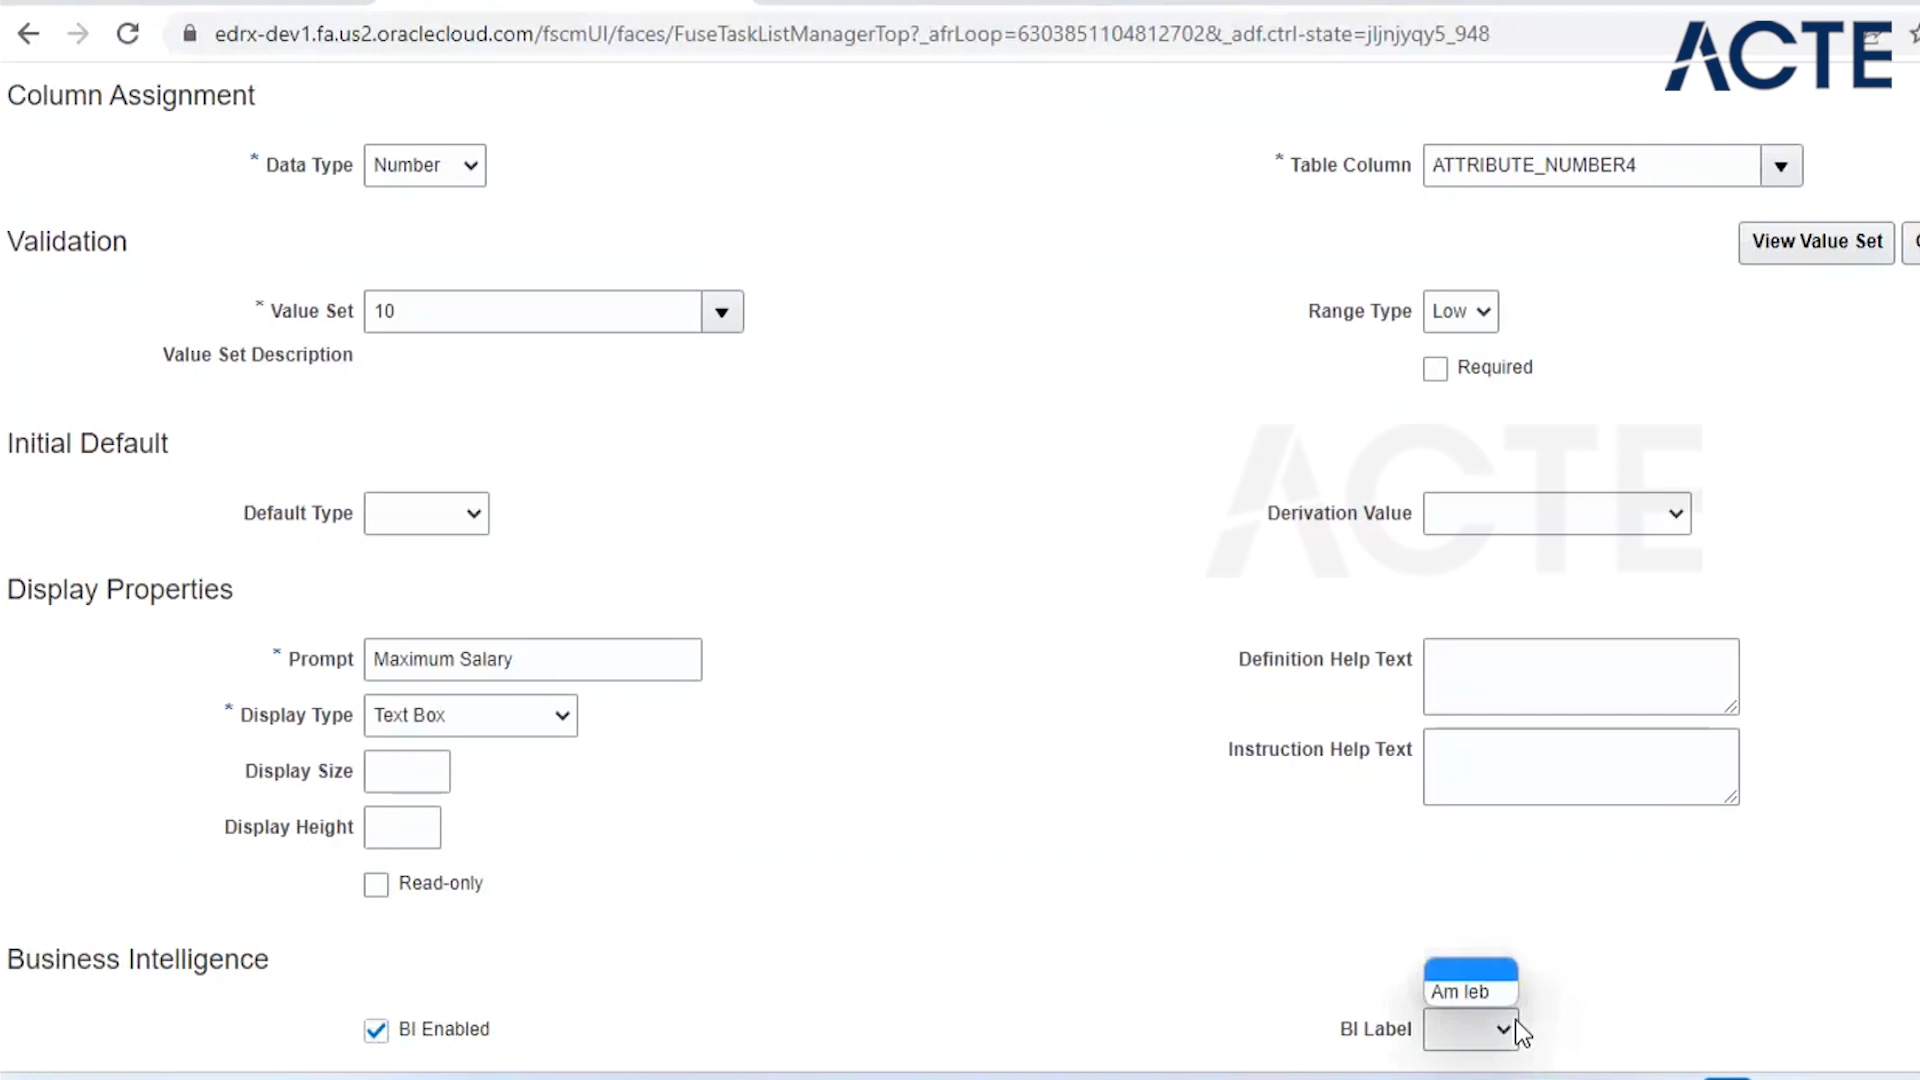 edrx-dev1.fa.us2.oraclecloud.com/fscmUI/faces/FuseTaskListManagerTop?_afrLoop=6303851104812702&_adf.ctrl-state=jljnjyqy5_948
ACTE
Column Assignment
* Data Type Number
* Table Column ATTRIBUTE_NUMBER4
Validation
View Value Set
* Value Set 10
Range Type Low
Value Set Description
Required
Initial Default
ACTE
Default Type
Derivation Value
Display Properties
* Prompt Maximum Salary
Definition Help Text
* Display Type Text Box
Instruction Help Text
Display Size
Display Height
Read-only
Business Intelligence
Am leb
BI Enabled
BI Label